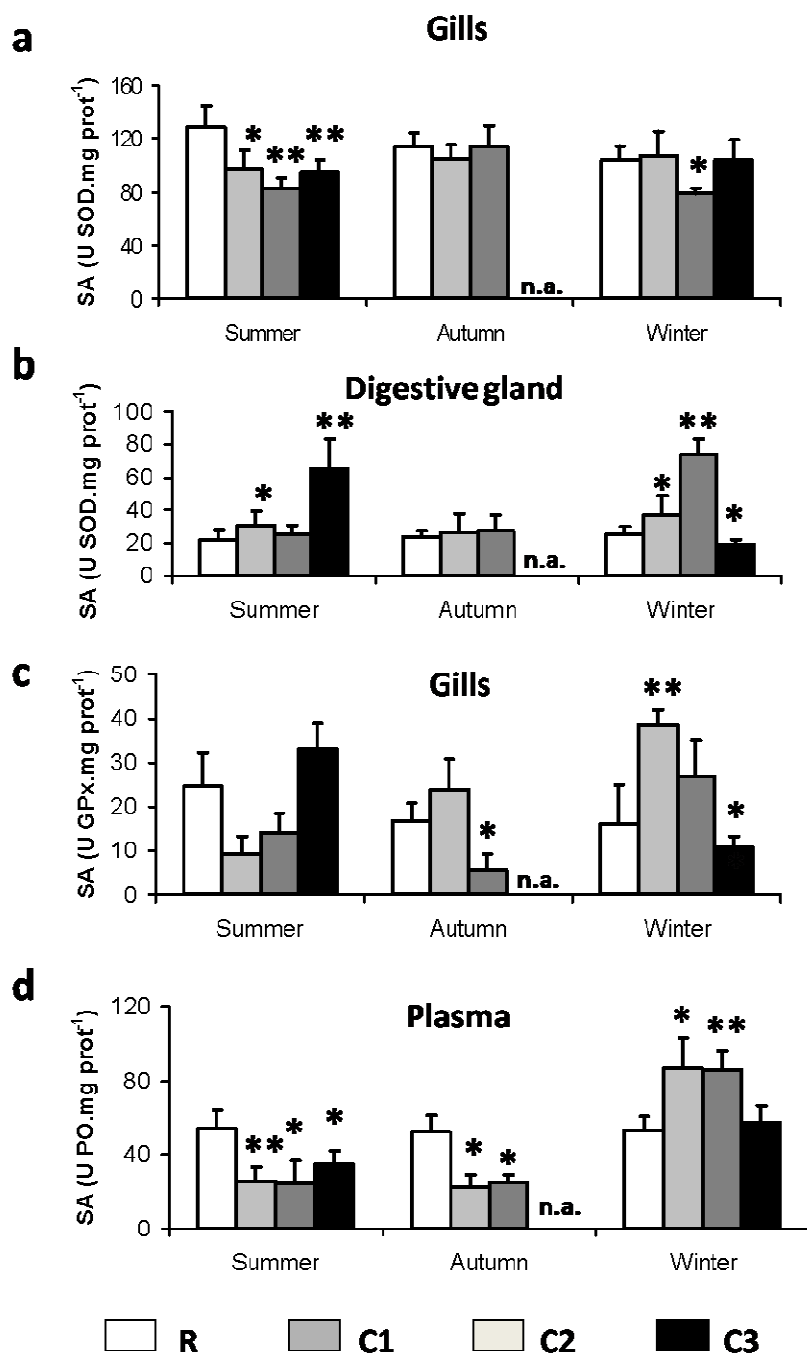 a
Gills
SA (U SOD.mg prot-1)
160
120
80
40
0
*
**
**
n.a.
*
Summer
Autumn
Winter
b
Digestive gland
SA (U SOD.mg prot-1)
100
80
60
40
20
0
*
**
n.a.
*
**
*
Summer
Autumn
Winter
c
Gills
SA (U GPx.mg prot-1)
50
40
30
20
10
0
*
n.a.
**
*
Summer
Autumn
Winter
d
Plasma
SA (U PO.mg prot-1)
120
80
40
0
**
*
*
*
*
n.a.
*
**
Summer
Autumn
Winter
R C1 C2 C3